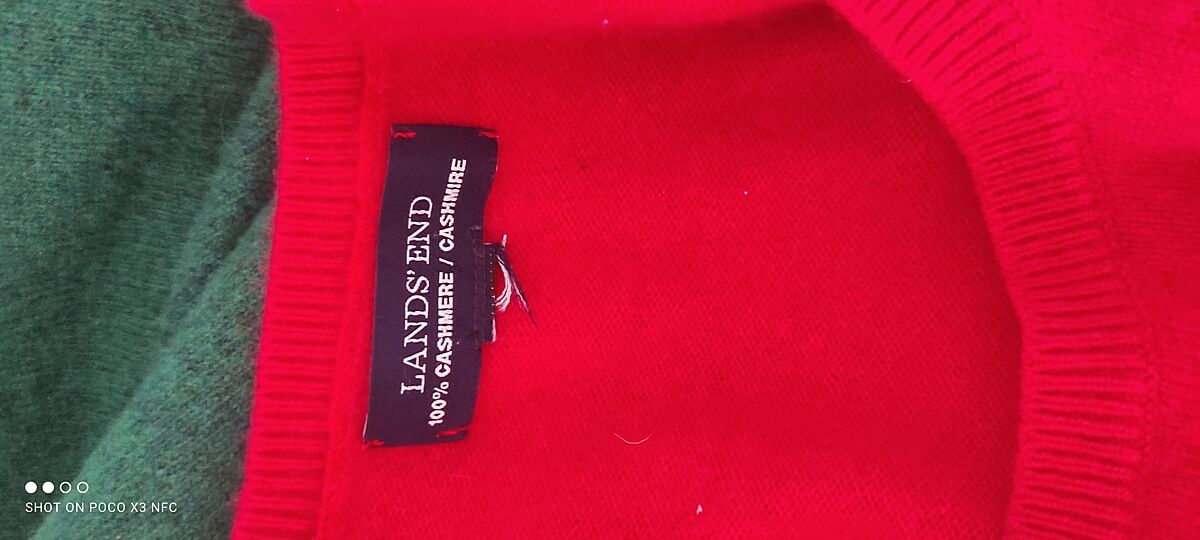 LANDS' END
100% CASHMERE / CASHMIRE
SHOT ON POCO X3 NFC